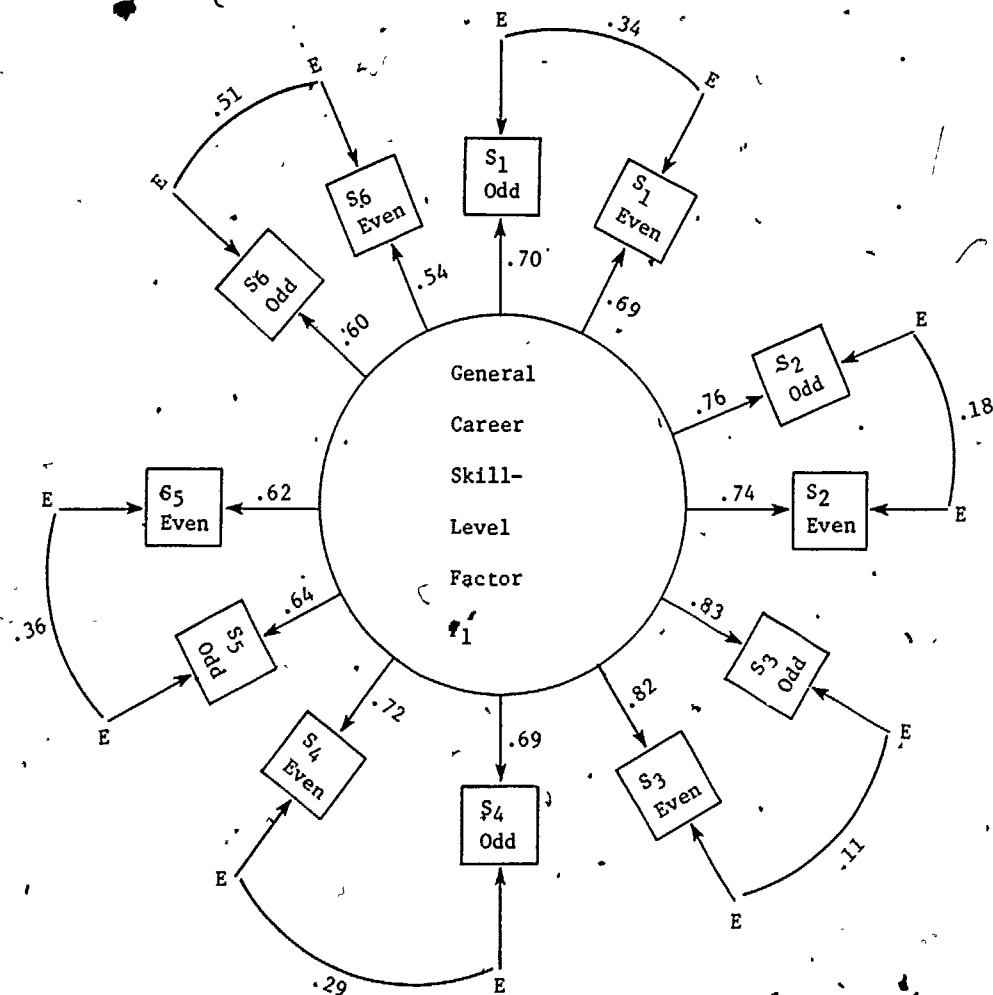 E
.34
E
E
.51
E
S1
Odd
S1
Even
S6
Even
S6
Odd
.70
.69
.54
.60
E
S2
Odd
.76
.18
General
Career
Skill-
Level
Factor
E
S5
Even
.62
.74
S2
Even
E
.36
.64
S5
Odd
.83
S3
Odd
E
.72
.82
.69
E
S4
Even
S3
Even
S4
Odd
.11
E
E
.29
E